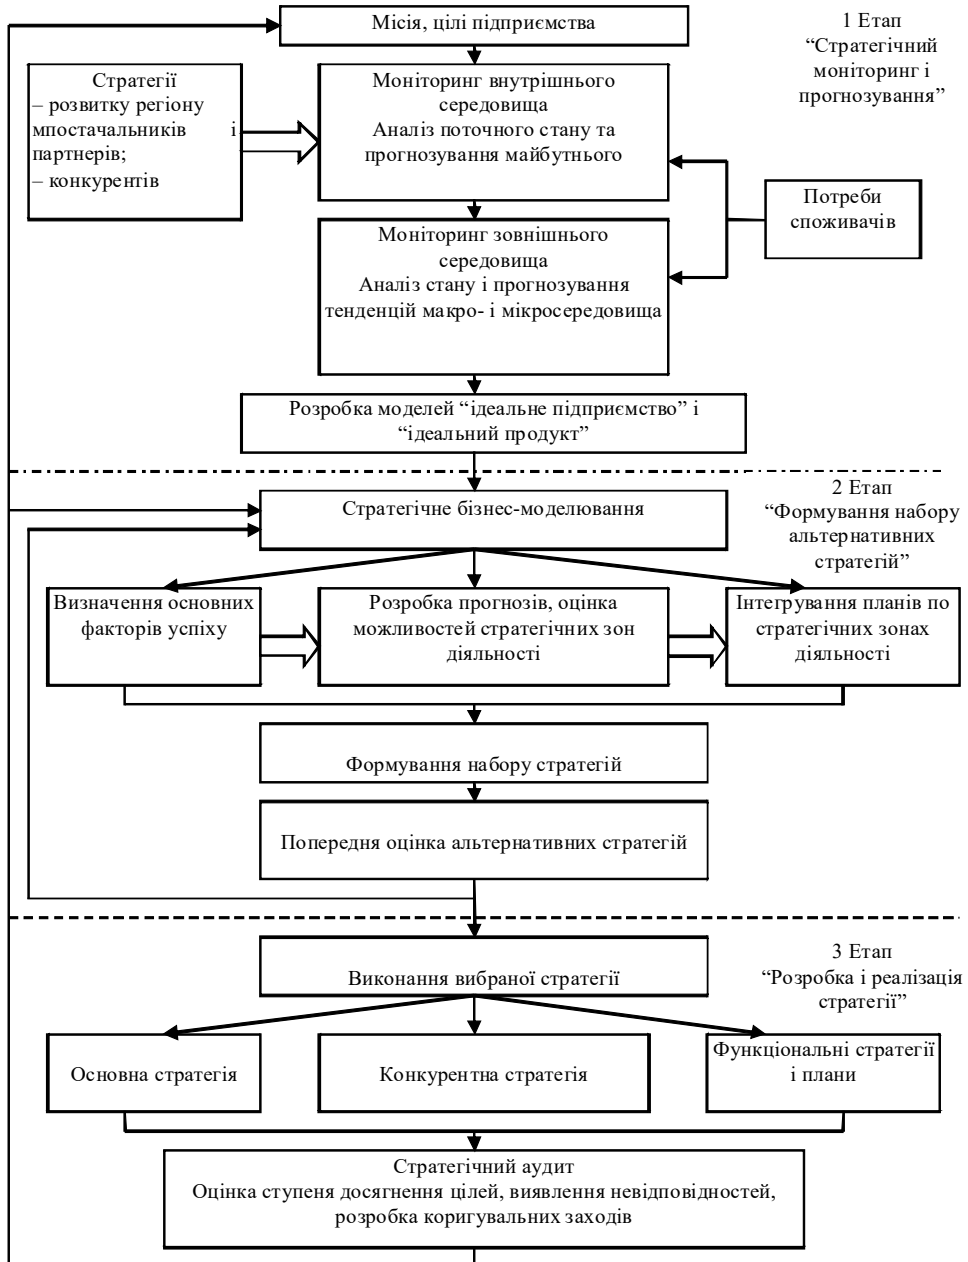 Місія, цілі підприємства
1 Етап
“Стратегічний
моніторинг і
прогнозування”
Стратегії
– розвитку регіону
мпостачальників і
партнерів;
– конкурентів
Моніторинг внутрішнього
середовища
Аналіз поточного стану та
прогнозування майбутнього
Потреби
споживачів
Моніторинг зовнішнього
середовища
Аналіз стану і прогнозування
тенденцій макро- і мікросередовища
Розробка моделей “ідеальне підприємство” і
“ідеальний продукт”
2 Етап
“Формування набору
альтернативних
стратегій”
Стратегічне бізнес-моделювання
Визначення основних
факторів успіху
Розробка прогнозів, оцінка
можливостей стратегічних зон
діяльності
Інтегрування планів по
стратегічних зонах
діяльності
Формування набору стратегій
Попередня оцінка альтернативних стратегій
3 Етап
“Розробка і реалізація
стратегії”
Виконання вибраної стратегії
Основна стратегія
Конкурентна стратегія
Функціональні стратегії
і плани
Стратегічний аудит
Оцінка ступеня досягнення цілей, виявлення невідповідностей,
розробка коригувальних заходів